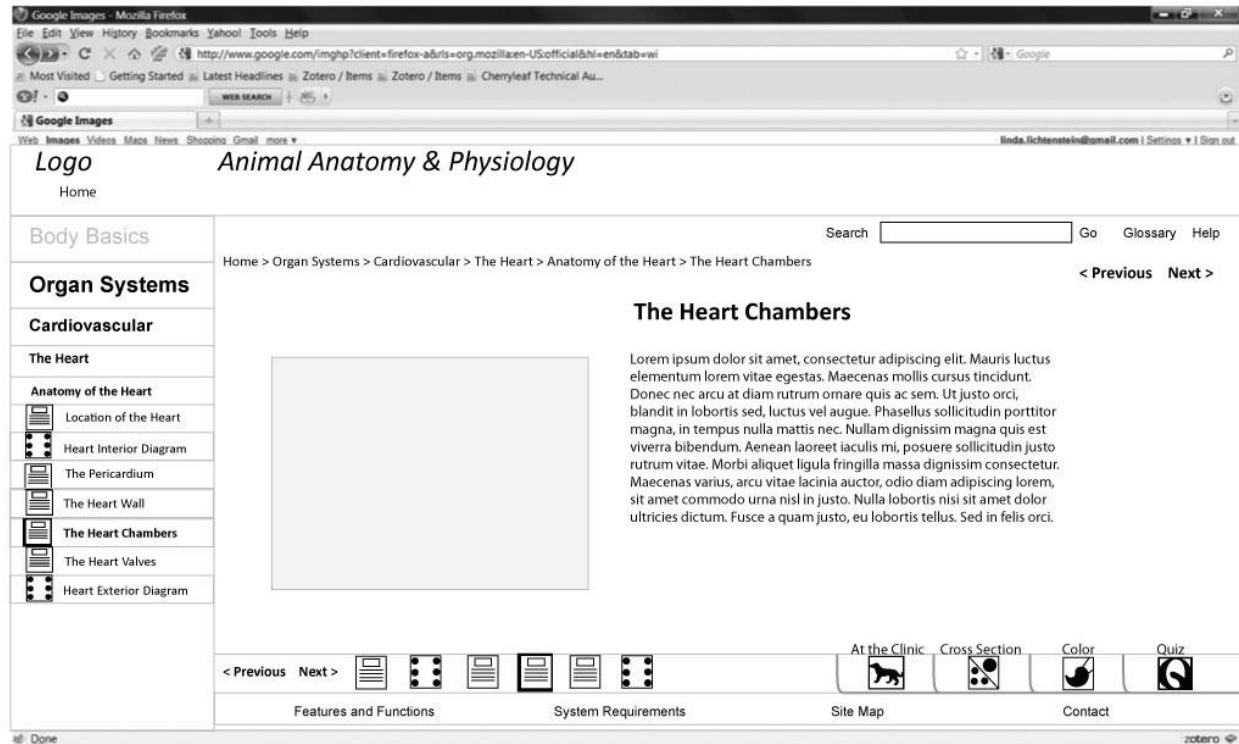 Google Images - Mozilla Firefox
File Edit View History Bookmarks Yahoo! Tools Help
http://www.google.com/imghp?client=firefox-a&rls=org.mozilla:en-US:official&hl=en&tab=wi
Google
Most Visited Getting Started Latest Headlines Zotero / Items Zotero / Items Cherryleaf Technical Au...
WEB SEARCH
Google Images
Web Images Videos Maps News Shopping Gmail more ▼
linda.lichtenstein@gmail.com | Settings ▼ | Sign out
Logo
Animal Anatomy & Physiology
Home
Body Basics
Organ Systems
Cardiovascular
The Heart
Anatomy of the Heart
Location of the Heart
Heart Interior Diagram
The Pericardium
The Heart Wall
The Heart Chambers
The Heart Valves
Heart Exterior Diagram
Search Go Glossary Help
Home > Organ Systems > Cardiovascular > The Heart > Anatomy of the Heart > The Heart Chambers
< Previous Next >
The Heart Chambers
Lorem ipsum dolor sit amet, consectetur adipiscing elit. Mauris luctus
elementum lorem vitae egestas. Maecenas mollis cursus tincidunt.
Donec nec arcu at diam rutrum ornare quis ac sem. Ut justo orci,
blandit in lobortis sed, luctus vel augue. Phasellus sollicitudin porttitor
magna, in tempus nulla mattis nec. Nullam dignissim magna quis est
viverra bibendum. Aenean laoreet iaculis mi, posuere sollicitudin justo
rutrum vitae. Morbi aliquet ligula fringilla massa dignissim consectetur.
Maecenas varius, arcu vitae lacinia auctor, odio diam adipiscing lorem,
sit amet commodo urna nisl in justo. Nulla lobortis nisi sit amet dolor
ultricies dictum. Fusce a quam justo, eu lobortis tellus. Sed in felis orci.
< Previous Next >
At the Clinic Cross Section Color Quiz
Features and Functions System Requirements Site Map Contact
Done
zotero